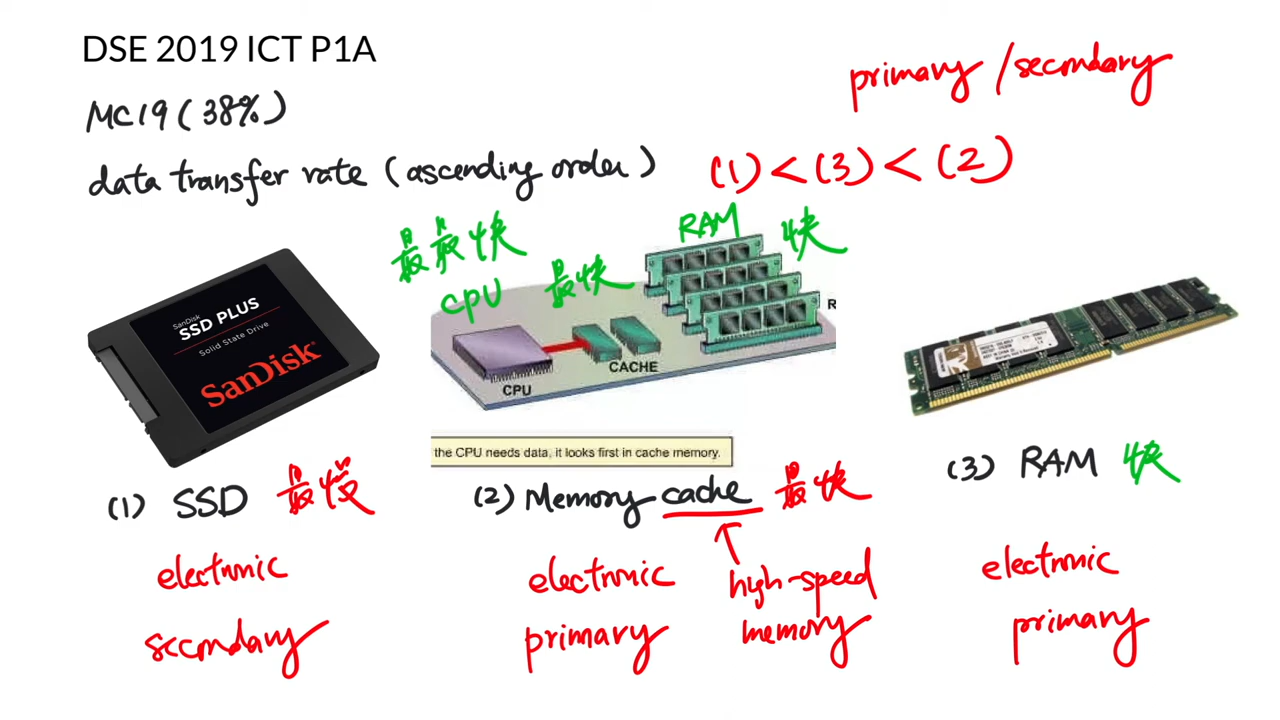 DSE 2019 ICT P1A
primary / secondary
MC19 (38%)
data transfer rate (ascending order)
(1) < (3) < (2)
最最快
CPU
最快
RAM
快
SanDisk
SSD PLUS
Solid State Drive
SanDisk
CPU
CACHE
R
the CPU needs data, it looks first in cache memory.
(1) SSD 最慢
(2) Memory cache 最快
(3) RAM 快
electronic
secondary
electronic
primary
high-speed
memory
electronic
primary